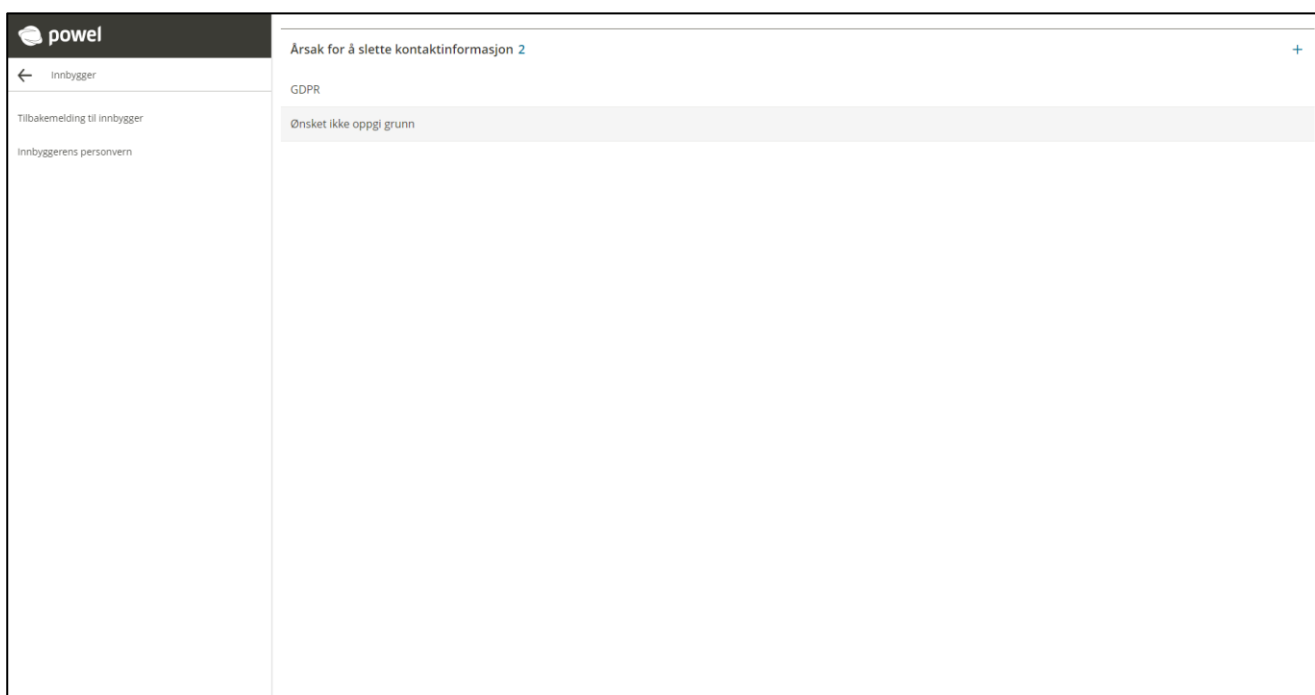 powel
Innbygger
Tilbakemelding til innbygger
Innbyggerens personvern
Årsak for å slette kontaktinformasjon 2
+
GDPR
Ønsket ikke oppgi grunn